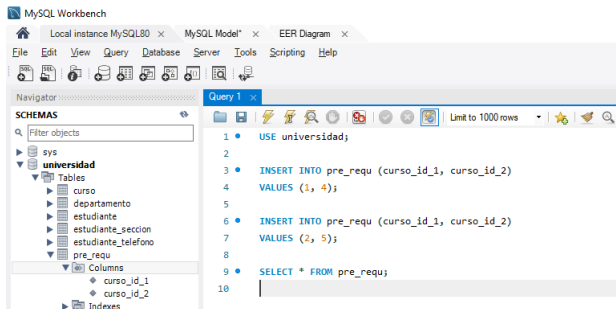 MySQL Workbench
Local instance MySQL80 × MySQL Model* × EER Diagram ×
File Edit View Query Database Server Tools Scripting Help
Navigator
Query 1 ×
SCHEMAS
Limit to 1000 rows
Filter objects
sys
universidad
Tables
curso
departamento
estudiante
estudiante_seccion
estudiante_telefono
pre_requ
Columns
curso_id_1
curso_id_2
Indexes
1 USE universidad;
2
3 INSERT INTO pre_requ (curso_id_1, curso_id_2)
4 VALUES (1, 4);
5
6 INSERT INTO pre_requ (curso_id_1, curso_id_2)
7 VALUES (2, 5);
8
9 SELECT * FROM pre_requ;
10